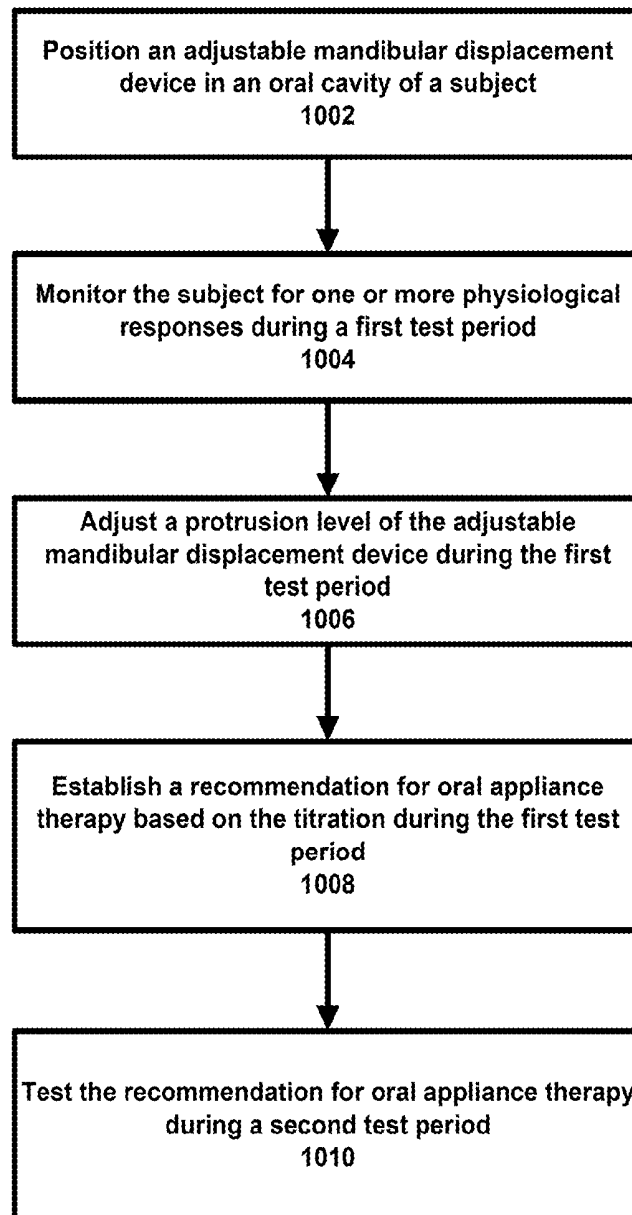 Position an adjustable mandibular displacement
device in an oral cavity of a subject
1002
Monitor the subject for one or more physiological
responses during a first test period
1004
Adjust a protrusion level of the adjustable
mandibular displacement device during the first
test period
1006
Establish a recommendation for oral appliance
therapy based on the titration during the first test
period
1008
Test the recommendation for oral appliance therapy
during a second test period
1010